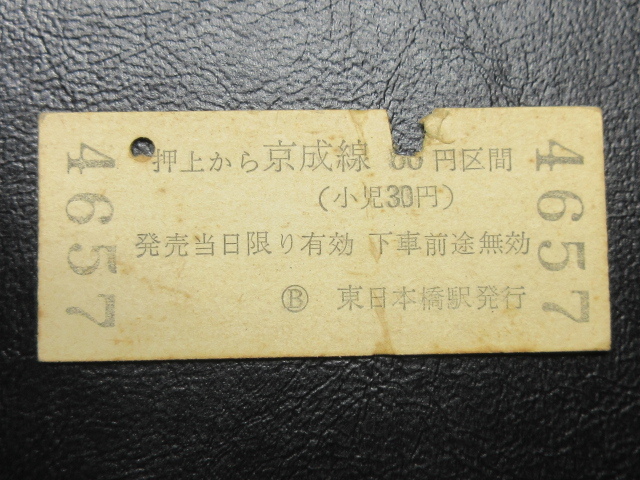 押上から京成線 60円区間
(小児30円)
発売当日限り有効 下車前途無効
Ⓑ 東日本橋駅発行
4657
4657